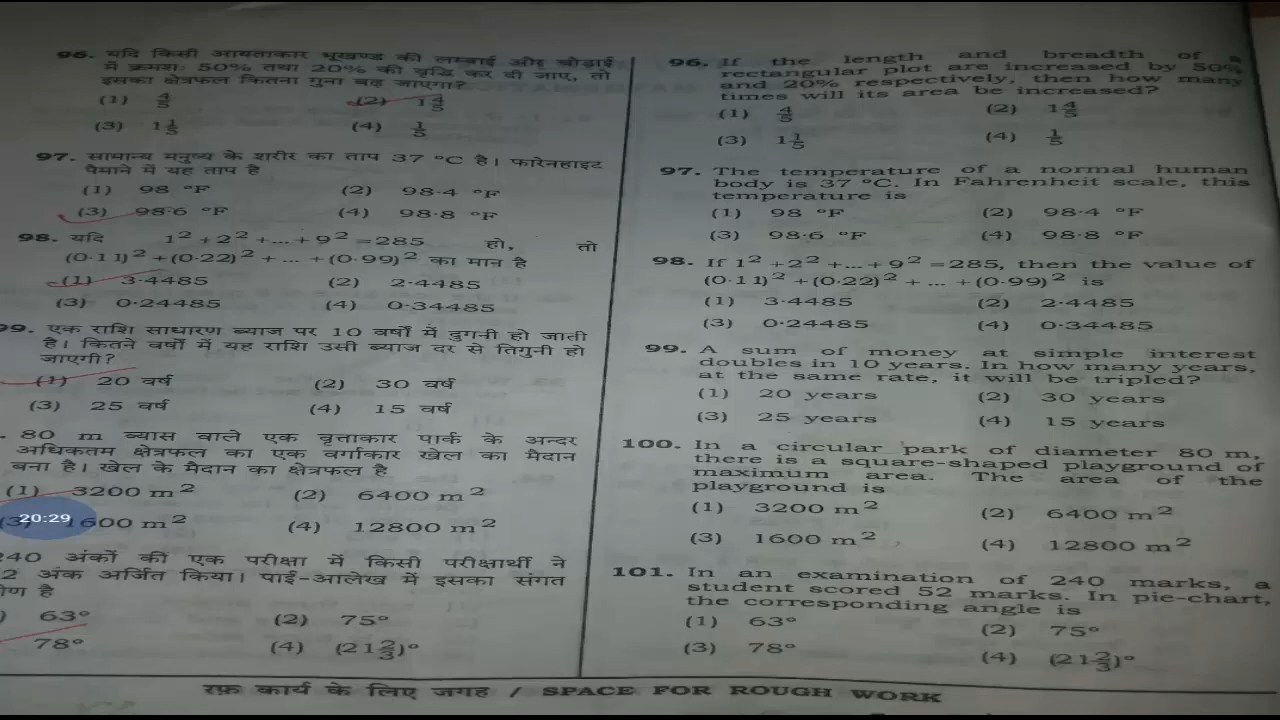 96. यदि किसी आयताकार भूखण्ड की लम्बाई और चौड़ाई
में क्रमशः 50% तथा 20% की वृद्धि कर दी जाए, तो
इसका क्षेत्रफल कितना गुना बढ़ जाएगा?
(1) 4/5 (2) 1 4/5
(3) 1 1/5 (4) 1/5
97. सामान्य मनुष्य के शरीर का ताप 37 °C है। फारेनहाइट
पैमाने में यह ताप है
(1) 98 °F (2) 98·4 °F
(3) 98·6 °F (4) 98·8 °F
98. यदि 1² + 2² + ... + 9² = 285 हो, तो
(0·11)² + (0·22)² + ... + (0·99)² का मान है
(1) 3·4485 (2) 2·4485
(3) 0·24485 (4) 0·34485
99. एक राशि साधारण ब्याज पर 10 वर्षों में दुगनी हो जाती
है। कितने वर्षों में यह राशि उसी ब्याज दर से तिगुनी हो
जाएगी?
(1) 20 वर्ष (2) 30 वर्ष
(3) 25 वर्ष (4) 15 वर्ष
. 80 m व्यास वाले एक वृत्ताकार पार्क के अन्दर
अधिकतम क्षेत्रफल का एक वर्गाकार खेल का मैदान
बना है। खेल के मैदान का क्षेत्रफल है
(1) 3200 m² (2) 6400 m²
(3) 1600 m² (4) 12800 m²
20:29
240 अंकों की एक परीक्षा में किसी परीक्षार्थी ने
2 अंक अर्जित किया। पाई-आलेख में इसका संगत
है
) 63° (2) 75°
78° (4) (21 2/3)°
96. If the length and breadth of a
rectangular plot are increased by 50%
and 20% respectively, then how many
times will its area be increased?
(1) 4/5 (2) 1 4/5
(3) 1 1/5 (4) 1/5
97. The temperature of a normal human
body is 37 °C. In Fahrenheit scale, this
temperature is
(1) 98 °F (2) 98·4 °F
(3) 98·6 °F (4) 98·8 °F
98. If 1² + 2² + ... + 9² = 285, then the value of
(0·11)² + (0·22)² + ... + (0·99)² is
(1) 3·4485 (2) 2·4485
(3) 0·24485 (4) 0·34485
99. A sum of money at simple interest
doubles in 10 years. In how many years,
at the same rate, it will be tripled?
(1) 20 years (2) 30 years
(3) 25 years (4) 15 years
100. In a circular park of diameter 80 m,
there is a square-shaped playground of
maximum area. The area of the
playground is
(1) 3200 m² (2) 6400 m²
(3) 1600 m² (4) 12800 m²
101. In an examination of 240 marks, a
student scored 52 marks. In pie-chart,
the corresponding angle is
(1) 63° (2) 75°
(3) 78° (4) (21 2/3)°
रफ़ कार्य के लिए जगह / SPACE FOR ROUGH WORK